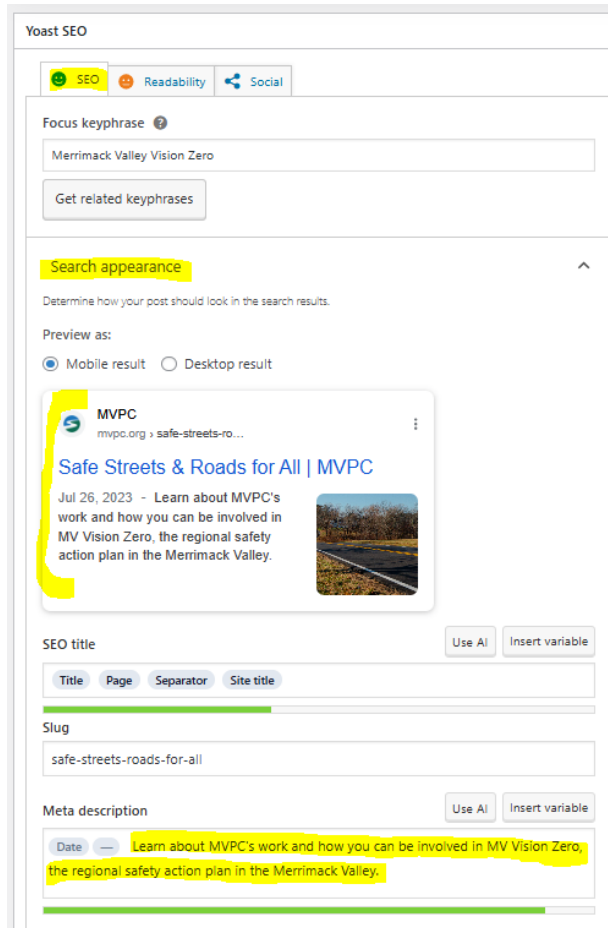 Yoast SEO
SEO Readability Social
Focus keyphrase
Merrimack Valley Vision Zero
Get related keyphrases
Search appearance
Determine how your post should look in the search results.
Preview as:
Mobile result Desktop result
MVPC
mvpc.org › safe-streets-ro...
Safe Streets & Roads for All | MVPC
Jul 26, 2023 - Learn about MVPC's
work and how you can be involved in
MV Vision Zero, the regional safety
action plan in the Merrimack Valley.
SEO title Use AI Insert variable
Title Page Separator Site title
Slug
safe-streets-roads-for-all
Meta description Use AI Insert variable
Date — Learn about MVPC's work and how you can be involved in MV Vision Zero,
the regional safety action plan in the Merrimack Valley.